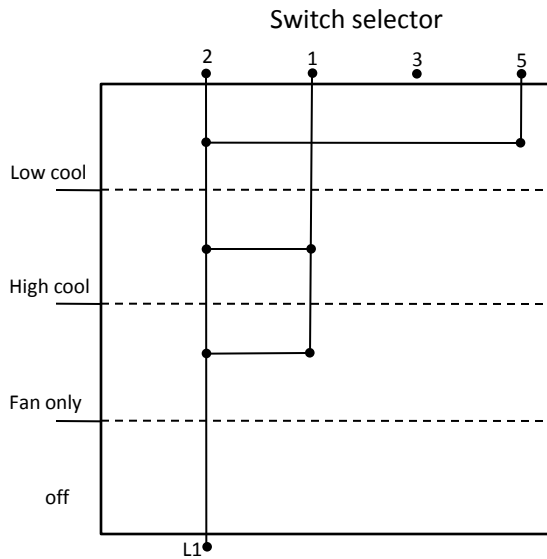 Switch selector
2 1 3 5
Low cool
High cool
Fan only
off
L1